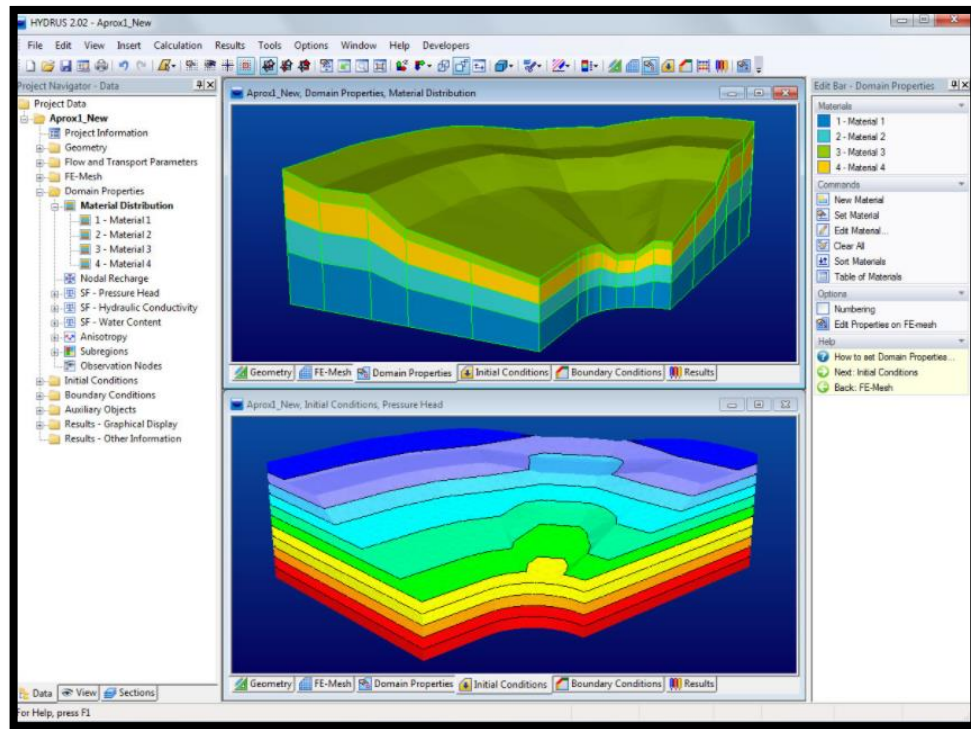 HYDRUS 2.02 - Aprox1_New
File Edit View Insert Calculation Results Tools Options Window Help Developers
Project Navigator - Data
Project Data
Aprox1_New
Project Information
Geometry
Flow and Transport Parameters
FE-Mesh
Domain Properties
Material Distribution
1 - Material 1
2 - Material 2
3 - Material 3
4 - Material 4
Nodal Recharge
SF - Pressure Head
SF - Hydraulic Conductivity
SF - Water Content
Anisotropy
Subregions
Observation Nodes
Initial Conditions
Boundary Conditions
Auxiliary Objects
Results - Graphical Display
Results - Other Information
Data View Sections
Aprox1_New, Domain Properties, Material Distribution
Geometry FE-Mesh Domain Properties Initial Conditions Boundary Conditions Results
Aprox1_New, Initial Conditions, Pressure Head
Geometry FE-Mesh Domain Properties Initial Conditions Boundary Conditions Results
Edit Bar - Domain Properties
Materials
1 - Material 1
2 - Material 2
3 - Material 3
4 - Material 4
Commands
New Material
Set Material
Edit Material...
Clear All
Sort Materials
Table of Materials
Options
Numbering
Edit Properties on FE-mesh
Help
How to set Domain Properties...
Next: Initial Conditions
Back: FE-Mesh
For Help, press F1